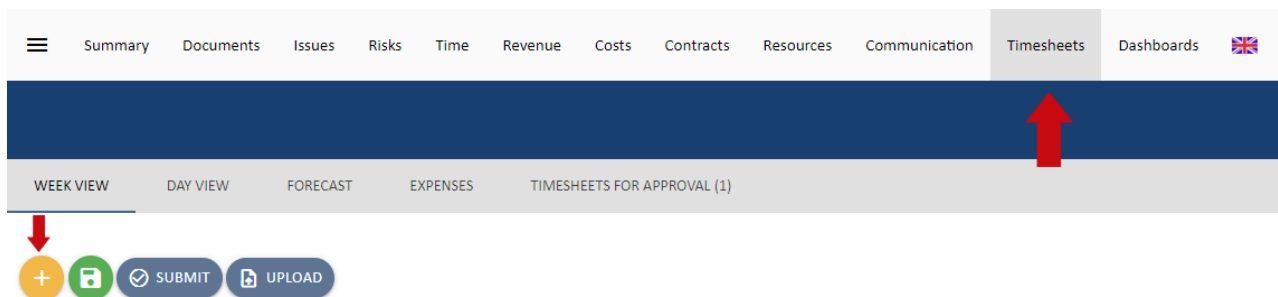 Summary Documents Issues Risks Time Revenue Costs Contracts Resources Communication Timesheets Dashboards
WEEK VIEW DAY VIEW FORECAST EXPENSES TIMESHEETS FOR APPROVAL (1)
+ SUBMIT UPLOAD